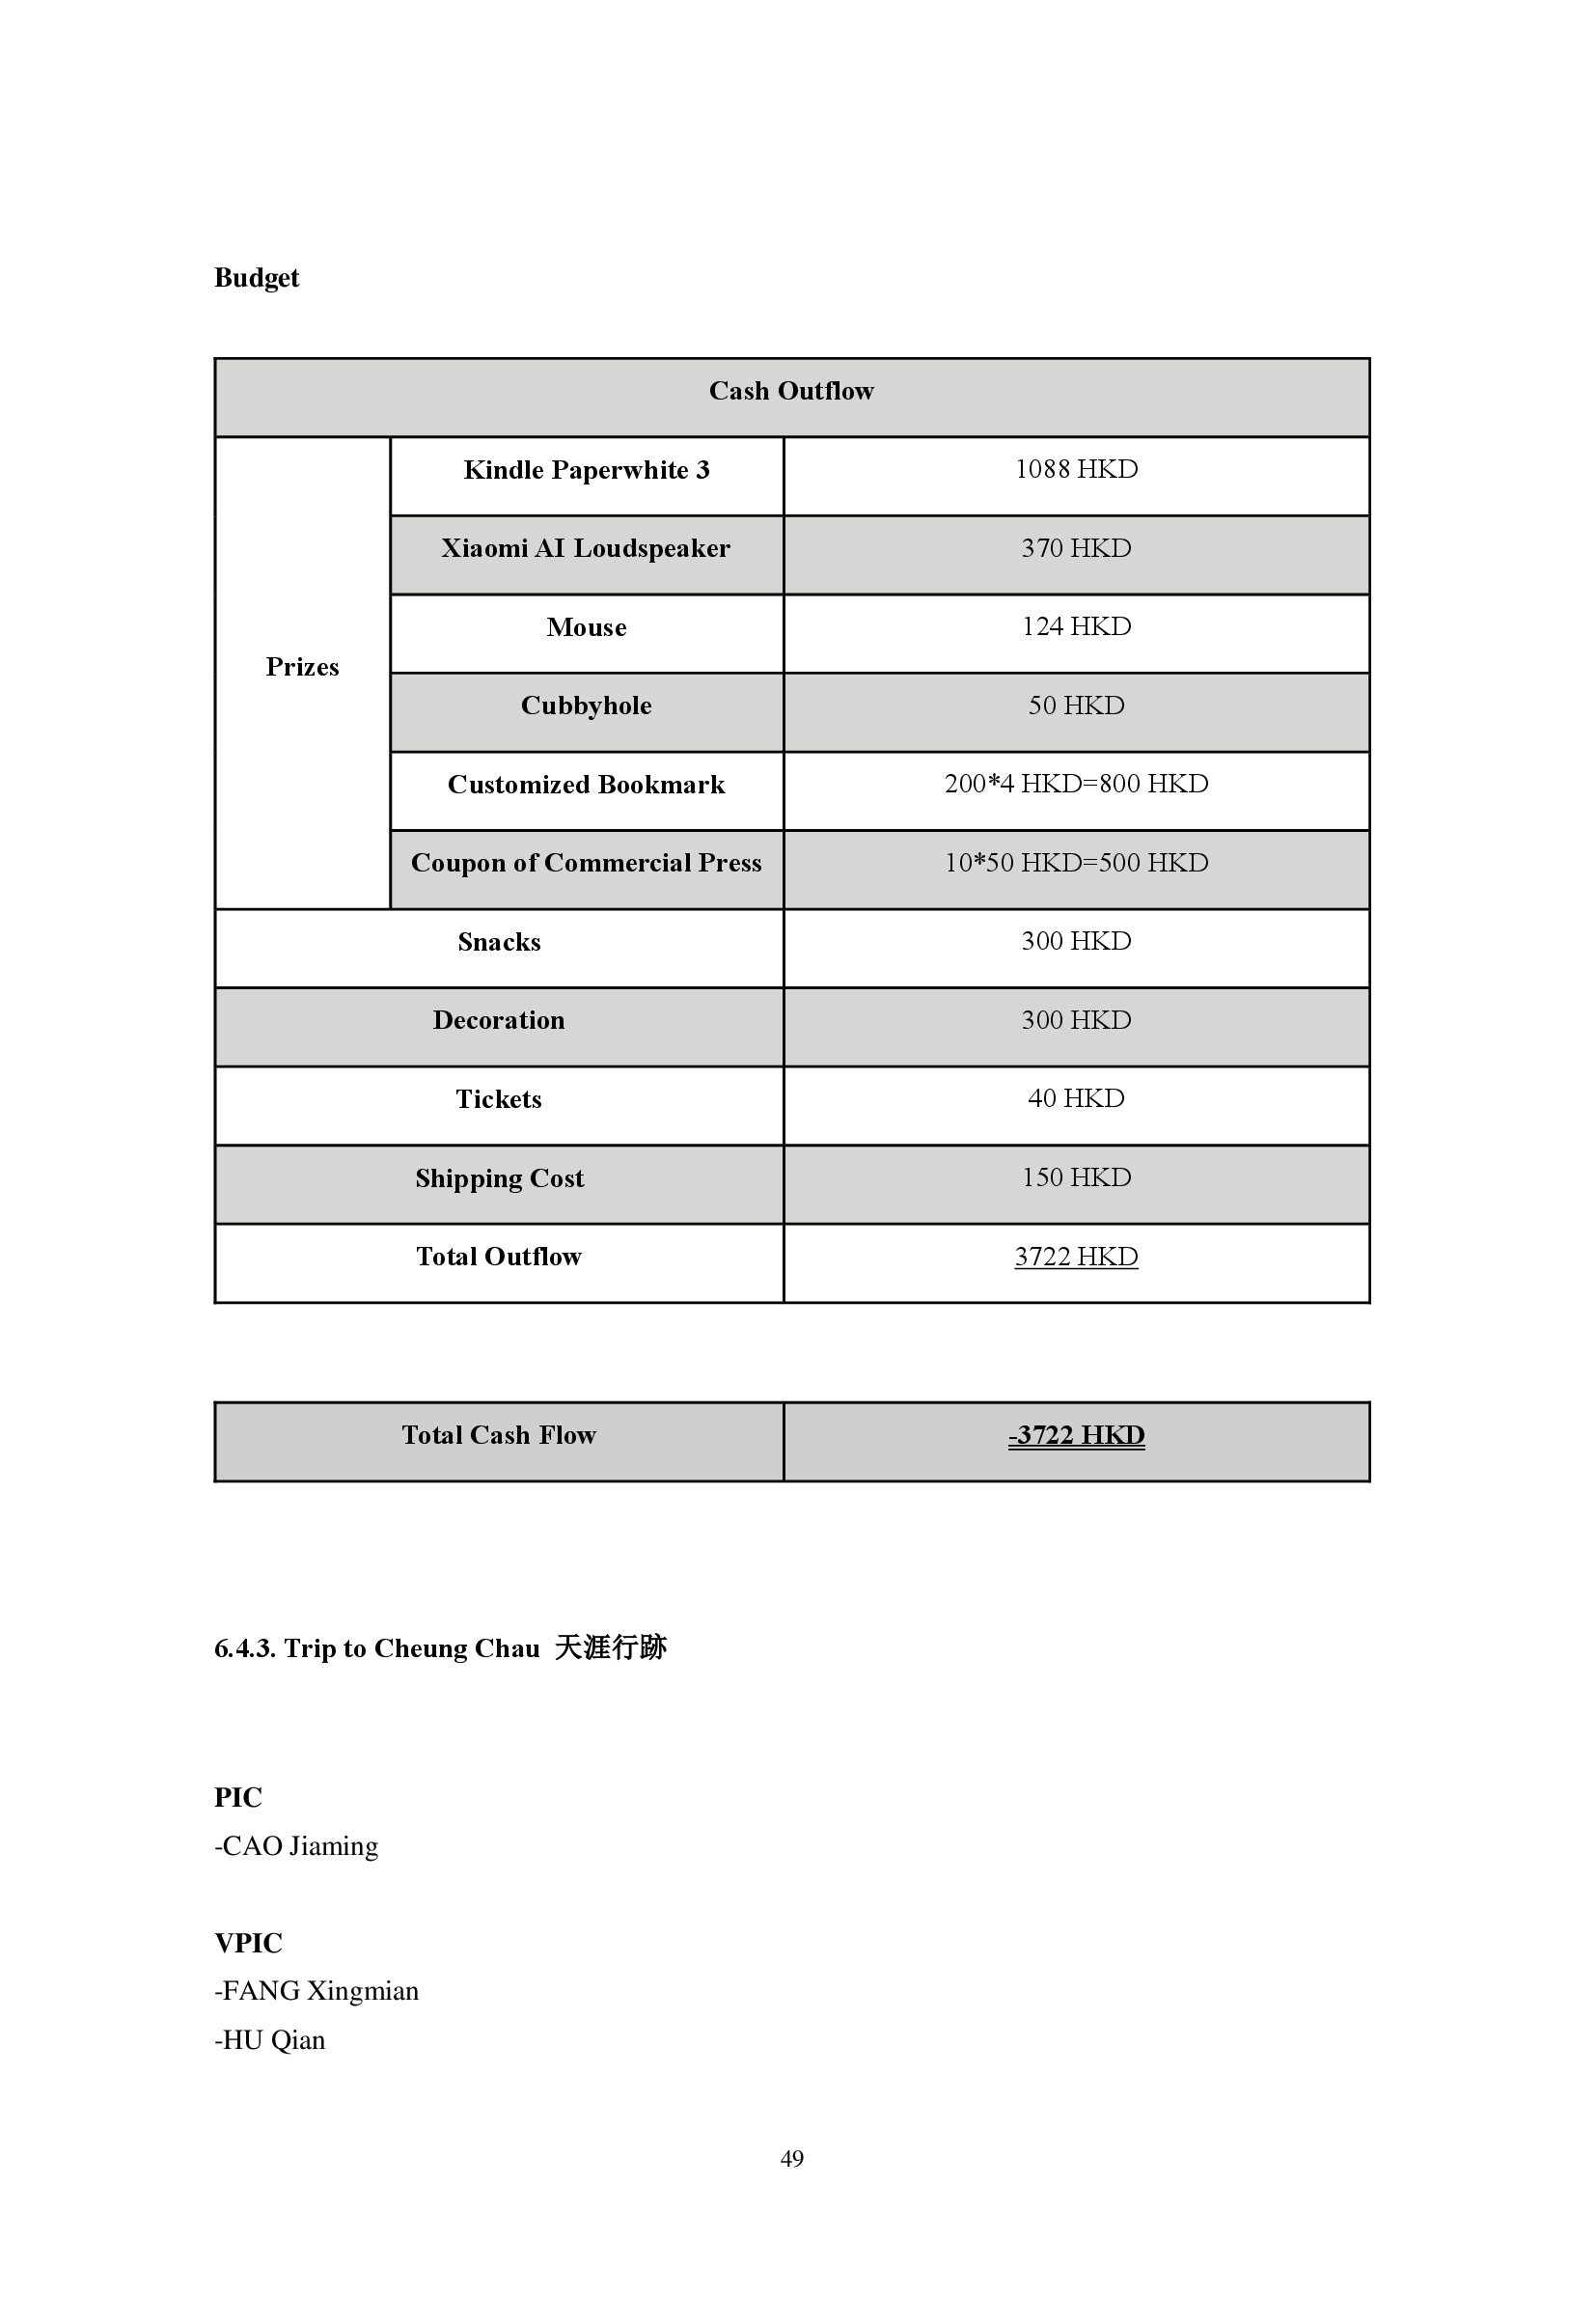 Budget
Cash Outflow
Prizes
Kindle Paperwhite 3 1088 HKD
Xiaomi AI Loudspeaker 370 HKD
Mouse 124 HKD
Cubbyhole 50 HKD
Customized Bookmark 200*4 HKD=800 HKD
Coupon of Commercial Press 10*50 HKD=500 HKD
Snacks 300 HKD
Decoration 300 HKD
Tickets 40 HKD
Shipping Cost 150 HKD
Total Outflow 3722 HKD
Total Cash Flow -3722 HKD
6.4.3. Trip to Cheung Chau 天涯行跡
PIC
-CAO Jiaming
VPIC
-FANG Xingmian
-HU Qian
49